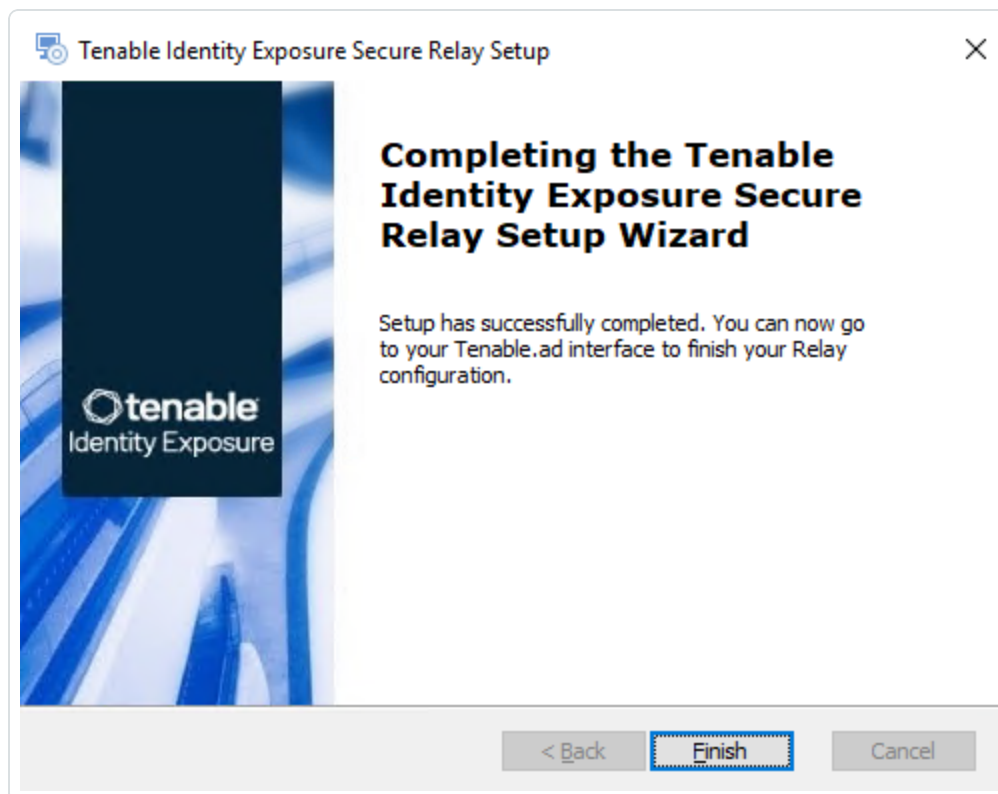 Tenable Identity Exposure Secure Relay Setup
Completing the Tenable
Identity Exposure Secure
Relay Setup Wizard
Setup has successfully completed. You can now go
to your Tenable.ad interface to finish your Relay
configuration.
tenable
Identity Exposure
< Back
Finish
Cancel